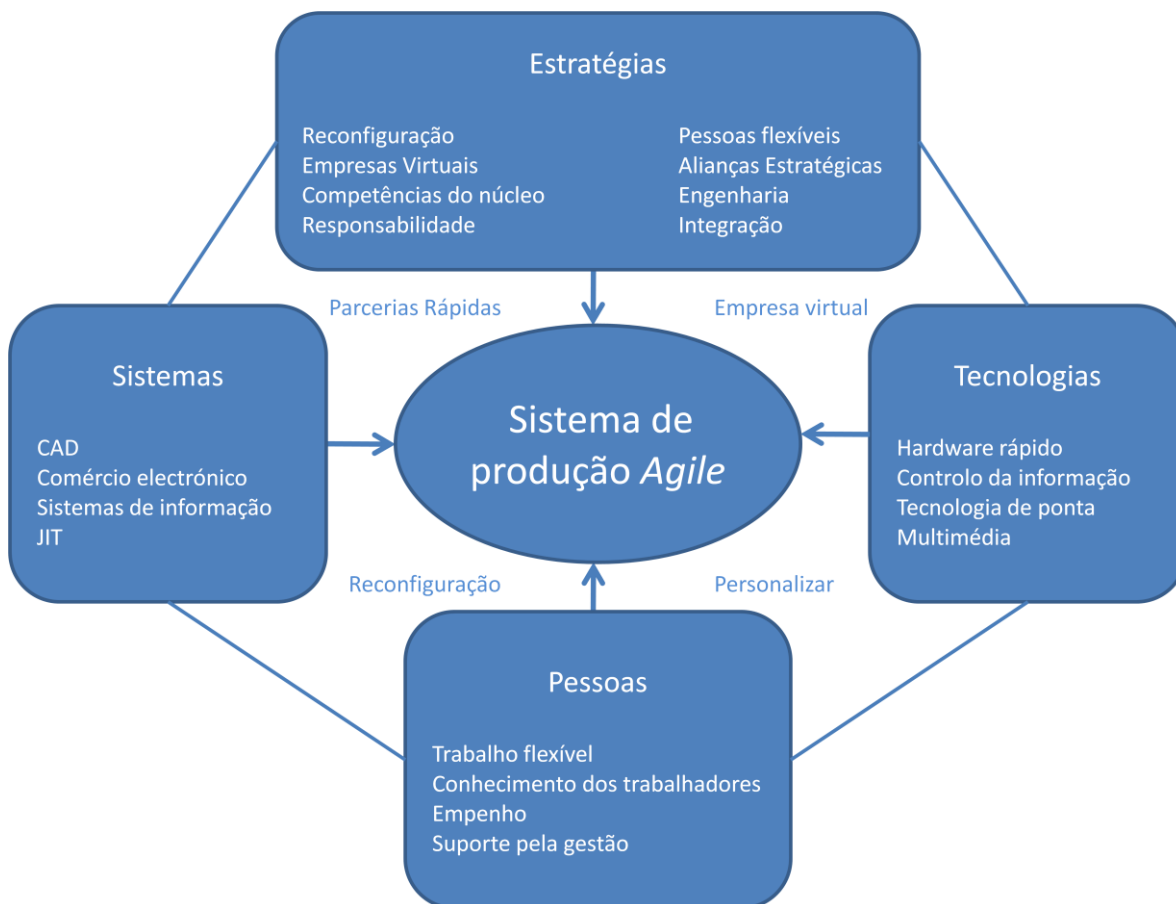 Estratégias
Reconfiguração
Empresas Virtuais
Competências do núcleo
Responsabilidade
Pessoas flexíveis
Alianças Estratégicas
Engenharia
Integração
Parcerias Rápidas
Empresa virtual
Sistemas
CAD
Comércio electrónico
Sistemas de informação
JIT
Sistema de
produção Agile
Tecnologias
Hardware rápido
Controlo da informação
Tecnologia de ponta
Multimédia
Reconfiguração
Personalizar
Pessoas
Trabalho flexível
Conhecimento dos trabalhadores
Empenho
Suporte pela gestão